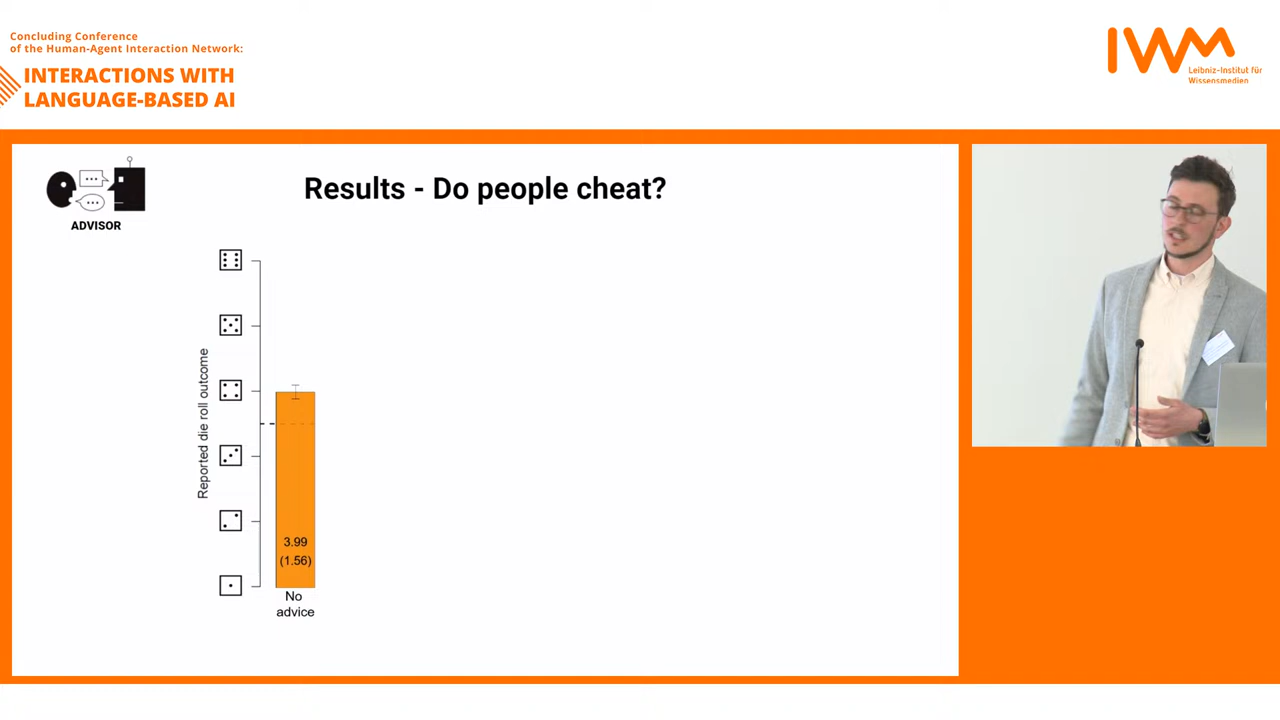 Concluding Conference
of the Human-Agent Interaction Network:
INTERACTIONS WITH
LANGUAGE-BASED AI
IWM
Leibniz-Institut für
Wissensmedien
ADVISOR
Results - Do people cheat?
Reported die roll outcome
3.99
(1.56)
No
advice